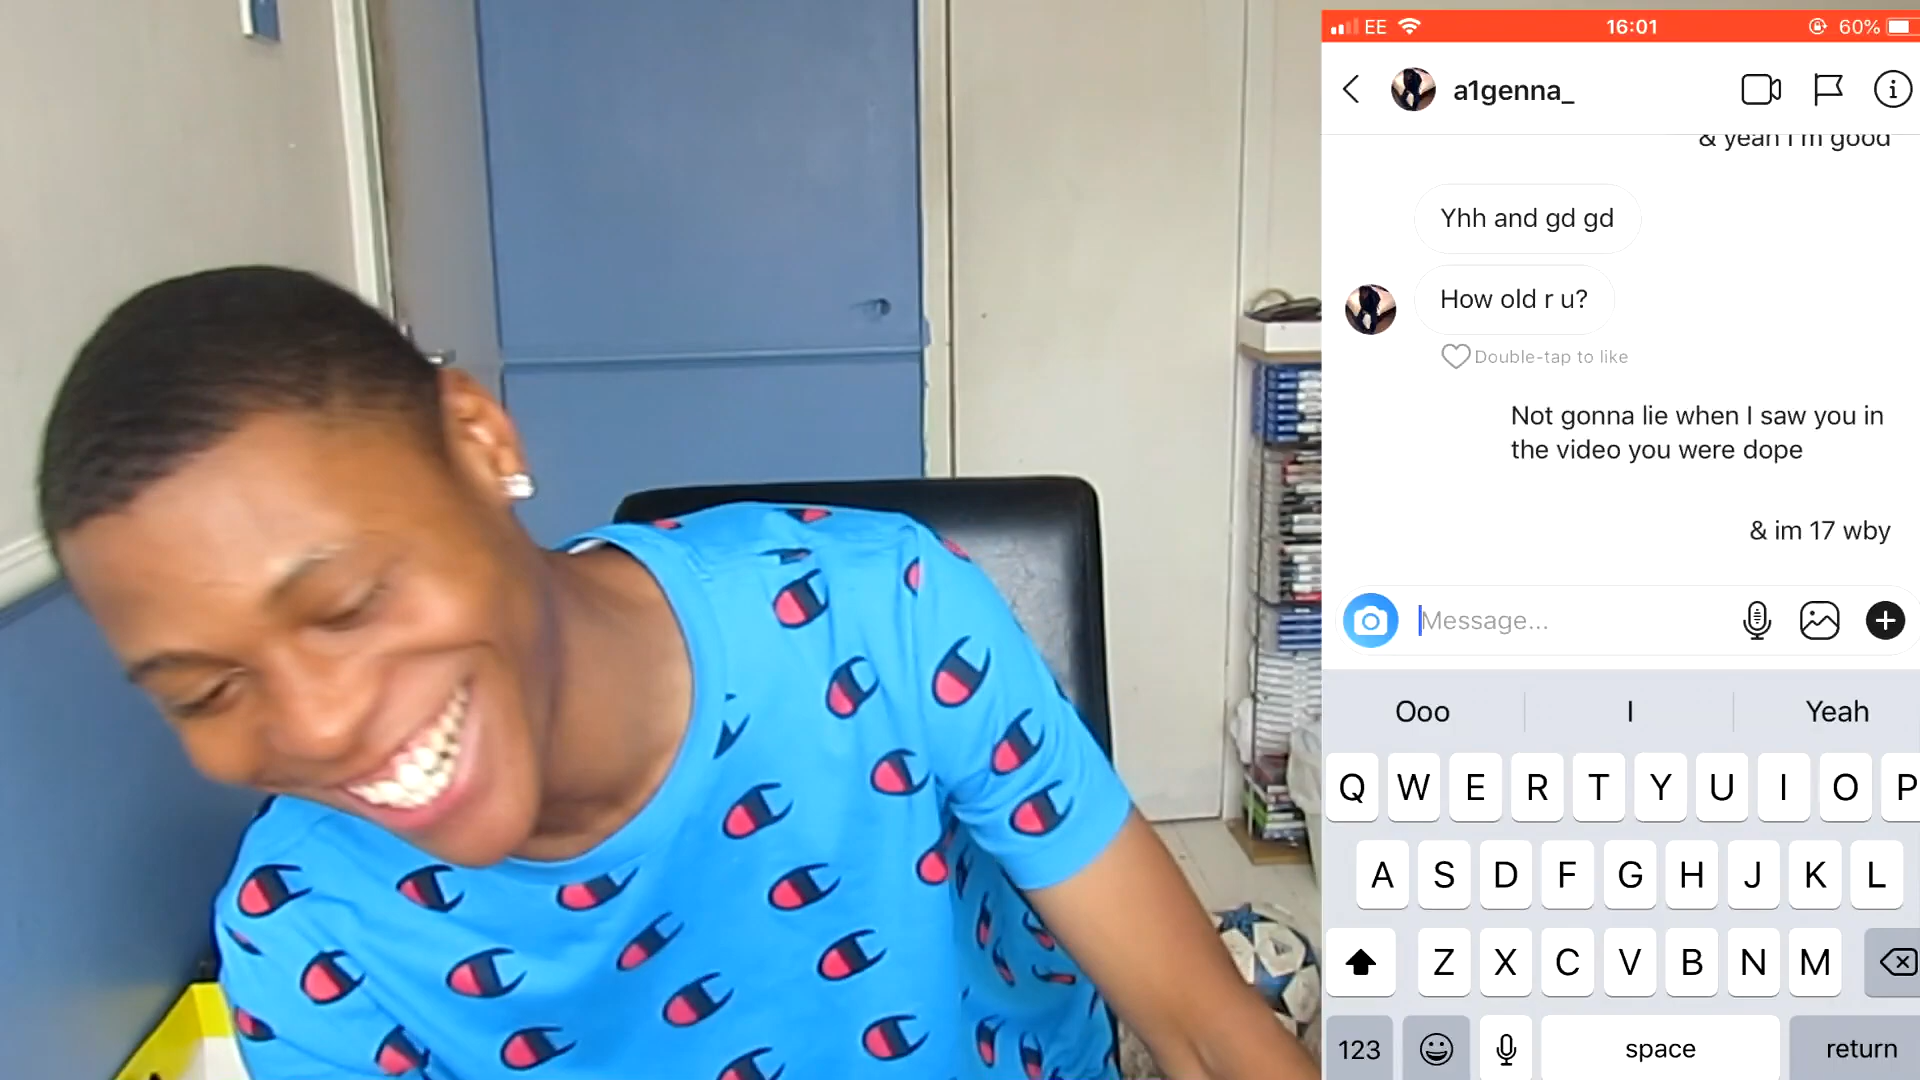 EE 16:01 60%
a1genna_
& yeah I'm good
Yhh and gd gd
How old r u?
Double-tap to like
Not gonna lie when I saw you in
the video you were dope
& im 17 wby
Message...
Ooo I Yeah
Q W E R T Y U I O P
A S D F G H J K L
Z X C V B N M
123 space return